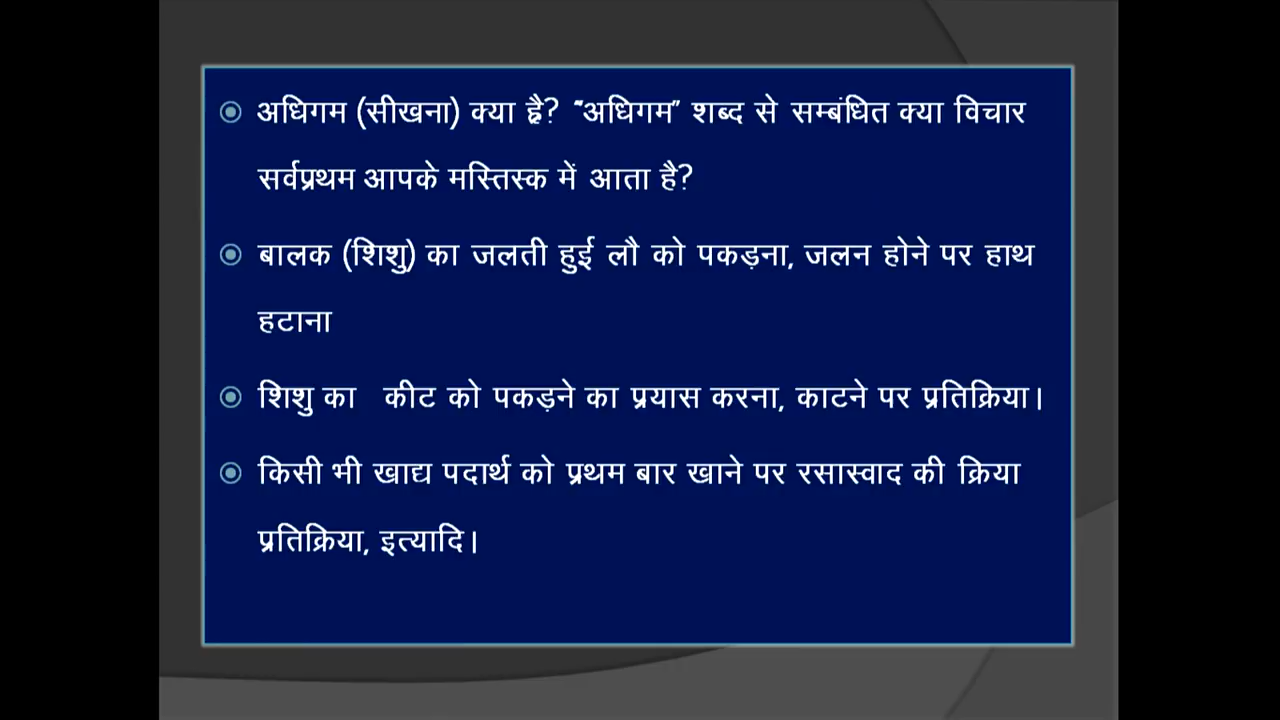 अधिगम (सीखना) क्या है? "अधिगम" शब्द से सम्बंधित क्या विचार
सर्वप्रथम आपके मस्तिस्क में आता है?
बालक (शिशु) का जलती हुई लौ को पकड़ना, जलन होने पर हाथ
हटाना
शिशु का कीट को पकड़ने का प्रयास करना, काटने पर प्रतिक्रिया।
किसी भी खाद्य पदार्थ को प्रथम बार खाने पर रसास्वाद की क्रिया
प्रतिक्रिया, इत्यादि।